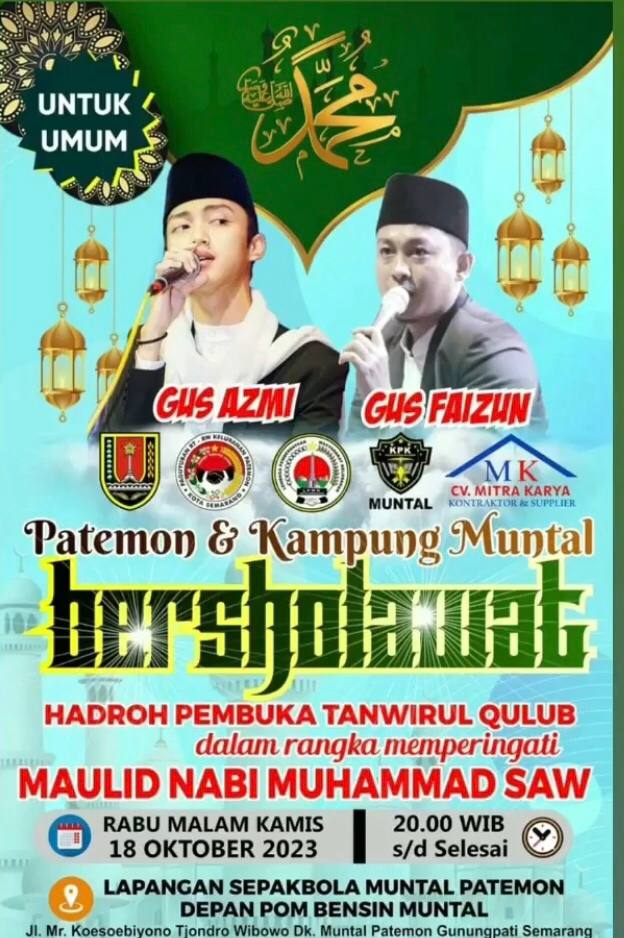 UNTUK
UMUM
محمد
GUS AZMI
GUS FAIZUN
KOTA SEMARANG
KPK
MUNTAL
MK
CV. MITRA KARYA
KONTRAKTOR & SUPPLIER
Patemon & Kampung Muntal
bersholawat
HADROH PEMBUKA TANWIRUL QULUB
dalam rangka memperingati
MAULID NABI MUHAMMAD SAW
RABU MALAM KAMIS
18 OKTOBER 2023
20.00 WIB
s/d Selesai
LAPANGAN SEPAKBOLA MUNTAL PATEMON
DEPAN POM BENSIN MUNTAL
Jl. Mr. Koesoebiyono Tjondro Wibowo Dk. Muntal Patemon Gunungpati Semarang